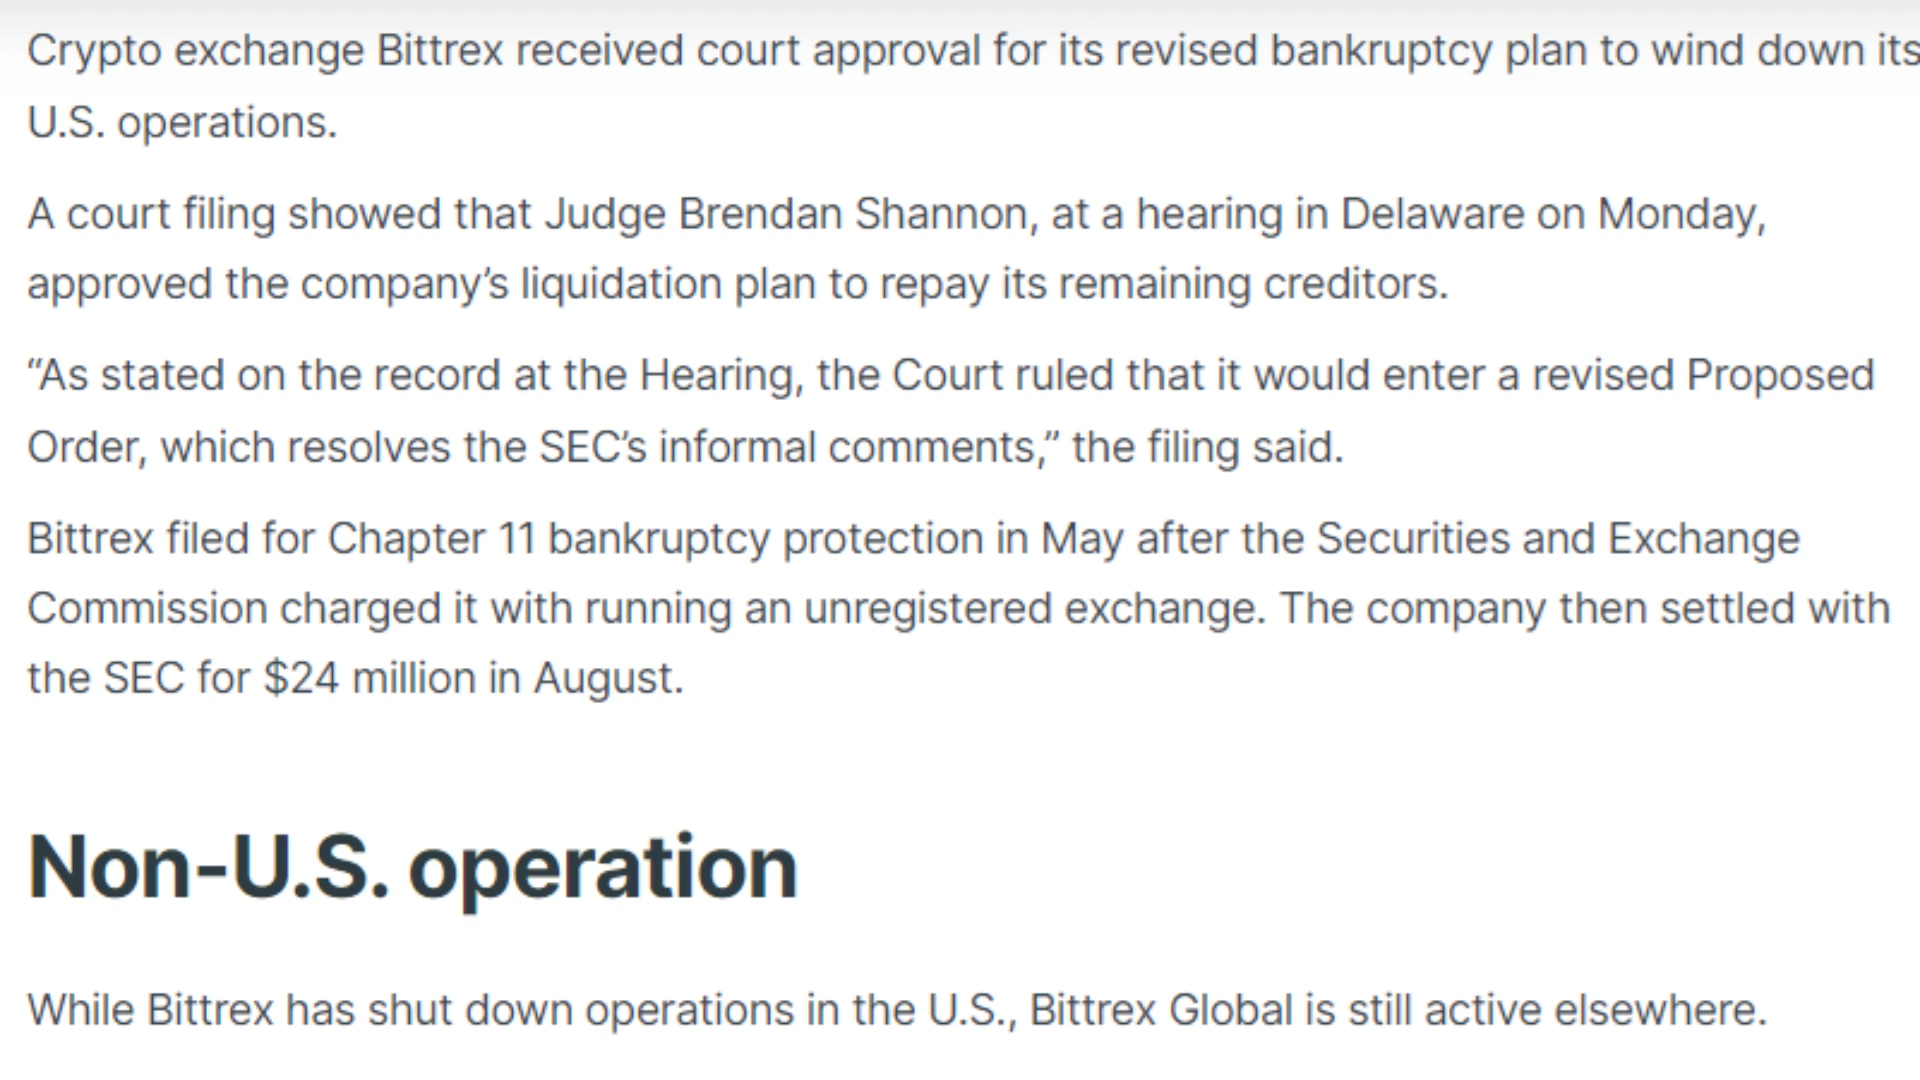 Crypto exchange Bittrex received court approval for its revised bankruptcy plan to wind down its
U.S. operations.
A court filing showed that Judge Brendan Shannon, at a hearing in Delaware on Monday,
approved the company’s liquidation plan to repay its remaining creditors.
“As stated on the record at the Hearing, the Court ruled that it would enter a revised Proposed
Order, which resolves the SEC’s informal comments,” the filing said.
Bittrex filed for Chapter 11 bankruptcy protection in May after the Securities and Exchange
Commission charged it with running an unregistered exchange. The company then settled with
the SEC for $24 million in August.
Non-U.S. operation
While Bittrex has shut down operations in the U.S., Bittrex Global is still active elsewhere.